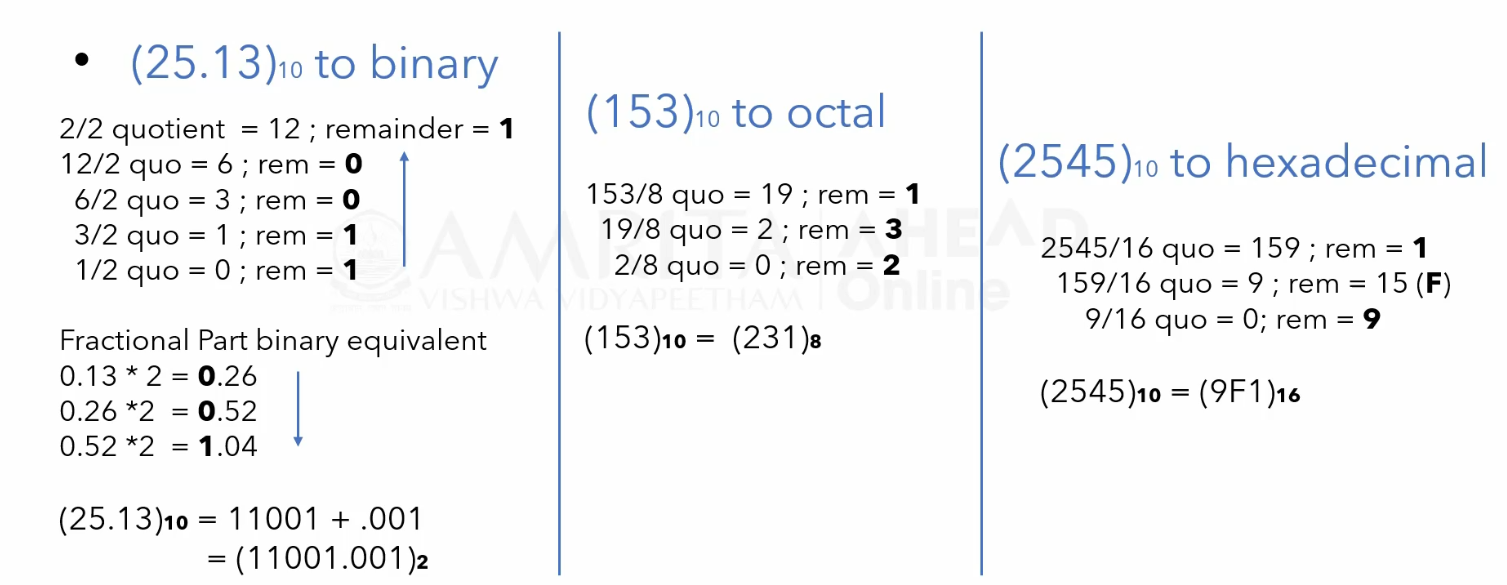 • (25.13)10 to binary
2/2 quotient = 12 ; remainder = 1
12/2 quo = 6 ; rem = 0
6/2 quo = 3 ; rem = 0
3/2 quo = 1 ; rem = 1
1/2 quo = 0 ; rem = 1
Fractional Part binary equivalent
0.13 * 2 = 0.26
0.26 *2 = 0.52
0.52 *2 = 1.04
(25.13)10 = 11001 + .001
= (11001.001)2
(153)10 to octal
153/8 quo = 19 ; rem = 1
19/8 quo = 2 ; rem = 3
2/8 quo = 0 ; rem = 2
(153)10 = (231)8
(2545)10 to hexadecimal
2545/16 quo = 159 ; rem = 1
159/16 quo = 9 ; rem = 15 (F)
9/16 quo = 0; rem = 9
(2545)10 = (9F1)16
AMRITA
VISHWA VIDYAPEETHAM
AHEAD
Online